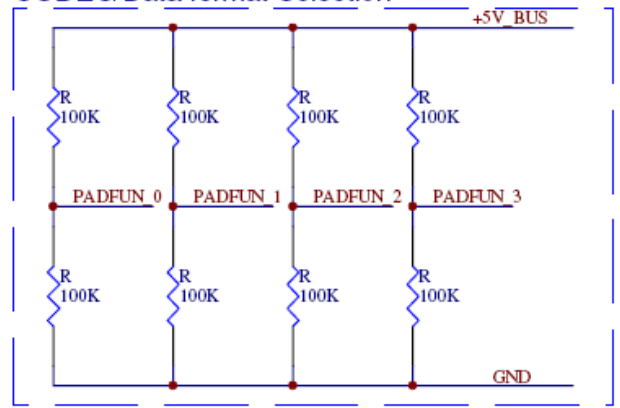 +5V_BUS
R R R R
100K 100K 100K 100K
PADFUN_0 PADFUN_1 PADFUN_2 PADFUN_3
R R R R
100K 100K 100K 100K
GND